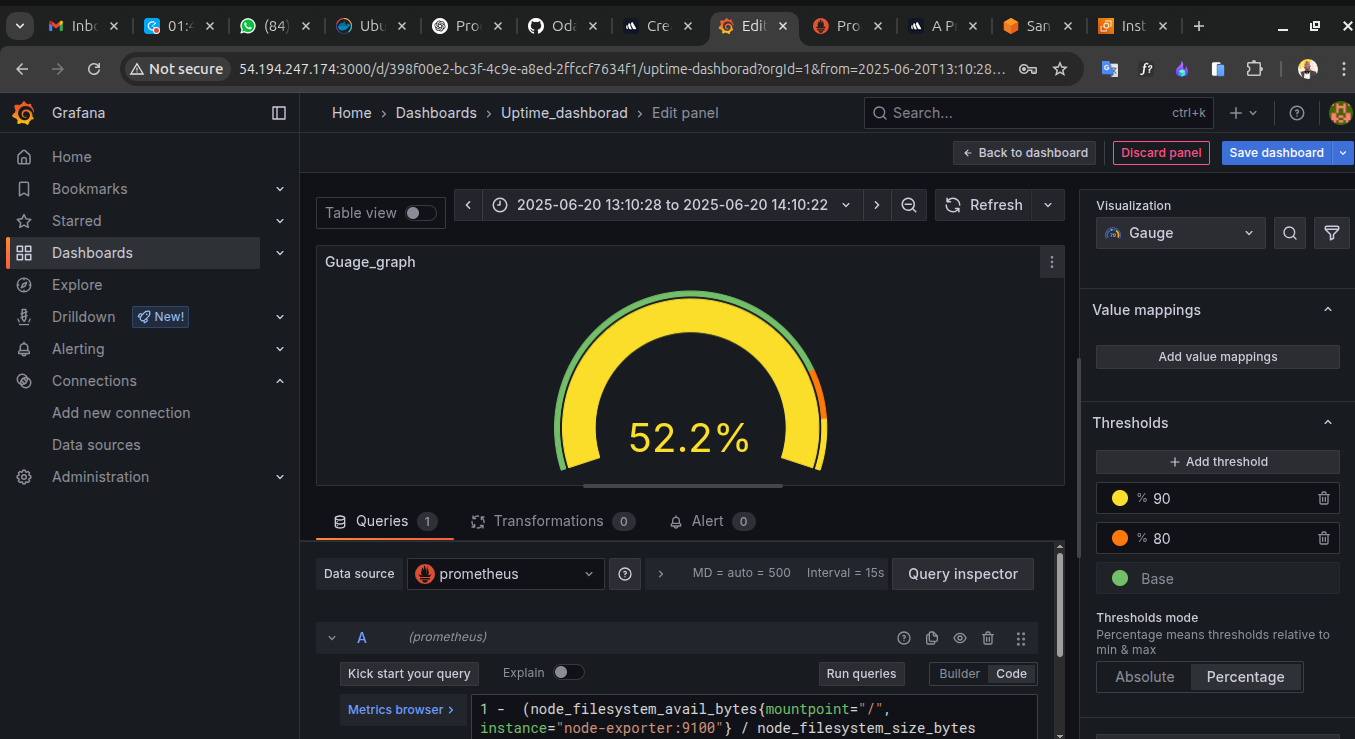 Inbc
01:4
(84)
Ubu
Pro
Oda
Cre
Edit
Pro
A Pr
San
Inst
Not secure
54.194.247.174:3000/d/398f00e2-bc3f-4c9e-a8ed-2ffccf7634f1/uptime-dashborad?orgId=1&from=2025-06-20T13:10:28...
Grafana
Home › Dashboards › Uptime_dashborad › Edit panel
Search...
ctrl+k
Back to dashboard
Discard panel
Save dashboard
Home
Bookmarks
Starred
Dashboards
Explore
Drilldown
New!
Alerting
Connections
Add new connection
Data sources
Administration
Table view
2025-06-20 13:10:28 to 2025-06-20 14:10:22
Refresh
Guage_graph
52.2%
Queries 1
Transformations 0
Alert 0
Data source
prometheus
MD = auto = 500
Interval = 15s
Query inspector
A
(prometheus)
Kick start your query
Explain
Run queries
Builder
Code
Metrics browser >
1 - (node_filesystem_avail_bytes{mountpoint="/",
instance="node-exporter:9100"} / node_filesystem_size_bytes
Visualization
Gauge
Value mappings
Add value mappings
Thresholds
+ Add threshold
% 90
% 80
Base
Thresholds mode
Percentage means thresholds relative to
min & max
Absolute
Percentage